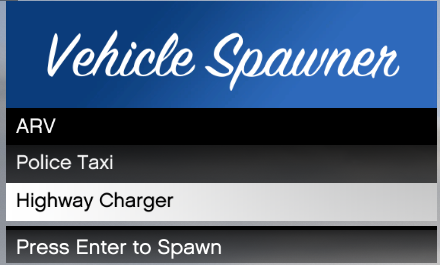 Vehicle Spawner
ARV
Police Taxi
Highway Charger
Press Enter to Spawn